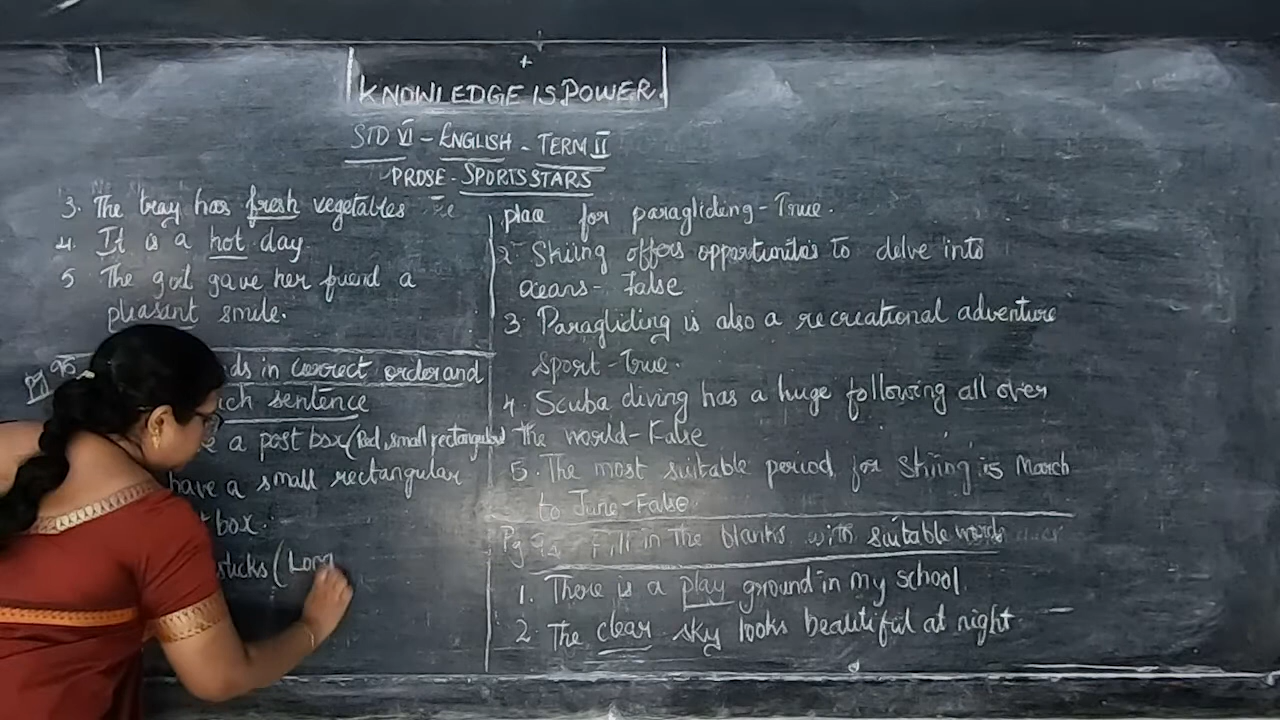 KNOWLEDGE IS POWER.
STD VI - ENGLISH - TERM II
PROSE - SPORTS STARS
3. The tray has fresh vegetables
4. It is a hot day.
5 The girl gave her friend a
pleasant smile.
Pg 95 ds in correct order and
ch sentence
e a post box (Red, small rectangular)
have a small rectangular
t box.
sticks (Long
place for paragliding - True.
2. Skiing offers opportunities to delve into
oceans - False
3. Paragliding is also a recreational adventure
sport - True.
4. Scuba diving has a huge following all over
the world - False
5. The most suitable period for Skiing is March
to June - False.
Pg 94 Fill in the blanks with suitable words
1. There is a play ground in my school.
2. The clear sky looks beautiful at night.